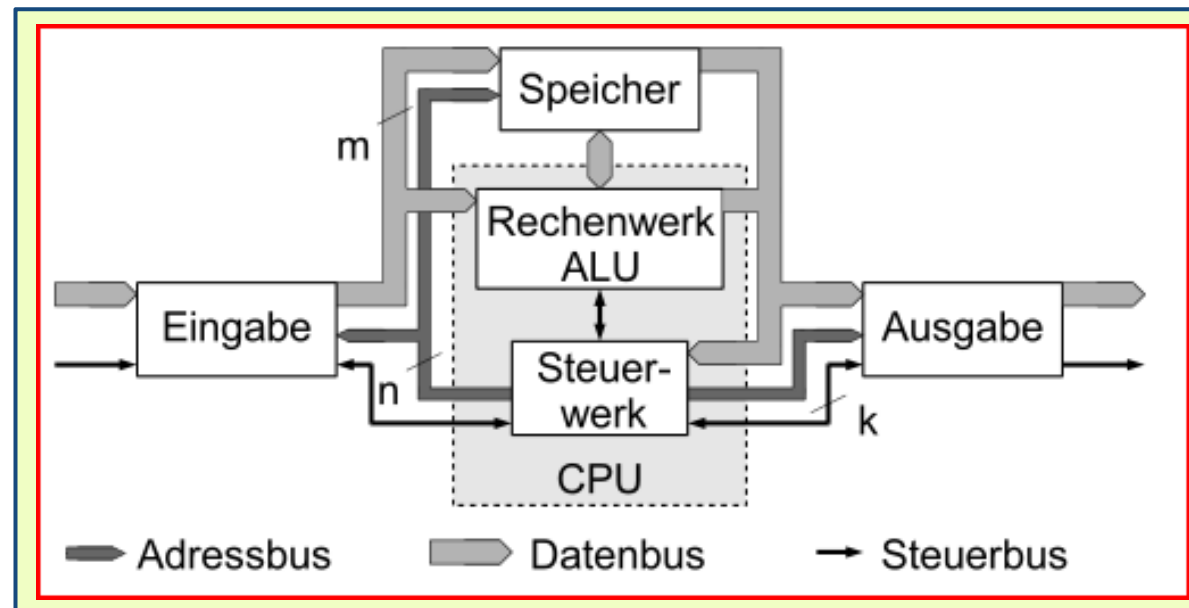 Speicher
m
Rechenwerk
ALU
Eingabe
Ausgabe
n
Steuer-
werk
k
CPU
Adressbus
Datenbus
Steuerbus